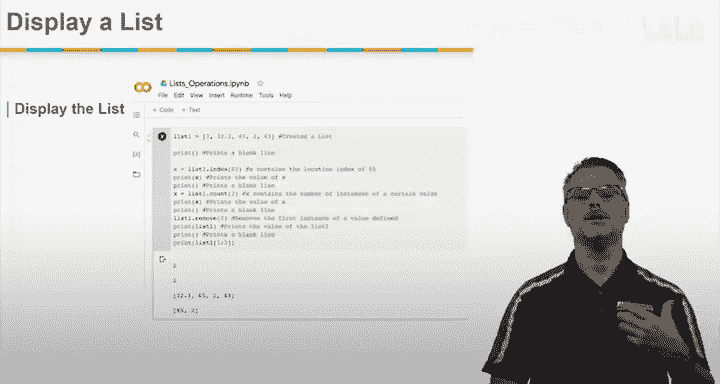 Display a List
Display the List
Lists_Operations.ipynb
File Edit View Insert Runtime Tools Help
+ Code + Text
list1 = [2, 32.2, 65, 2, 43] #Created a List
print() #Prints a blank line
x = list1.index(65) #x contains the location index of 65
print(x) #Prints the value of x
print() #Prints a blank line
x = list1.count(2) #x contains the number of instances of a certain value
print(x) #Prints the value of x
print() #Prints a blank line
list1.remove(2) #Removes the first instance of a value defined
print(list1) #Prints the value of the list1
print() #Prints a blank line
print(list1[1:3])
2
2
[32.2, 65, 2, 43]
[65, 2]